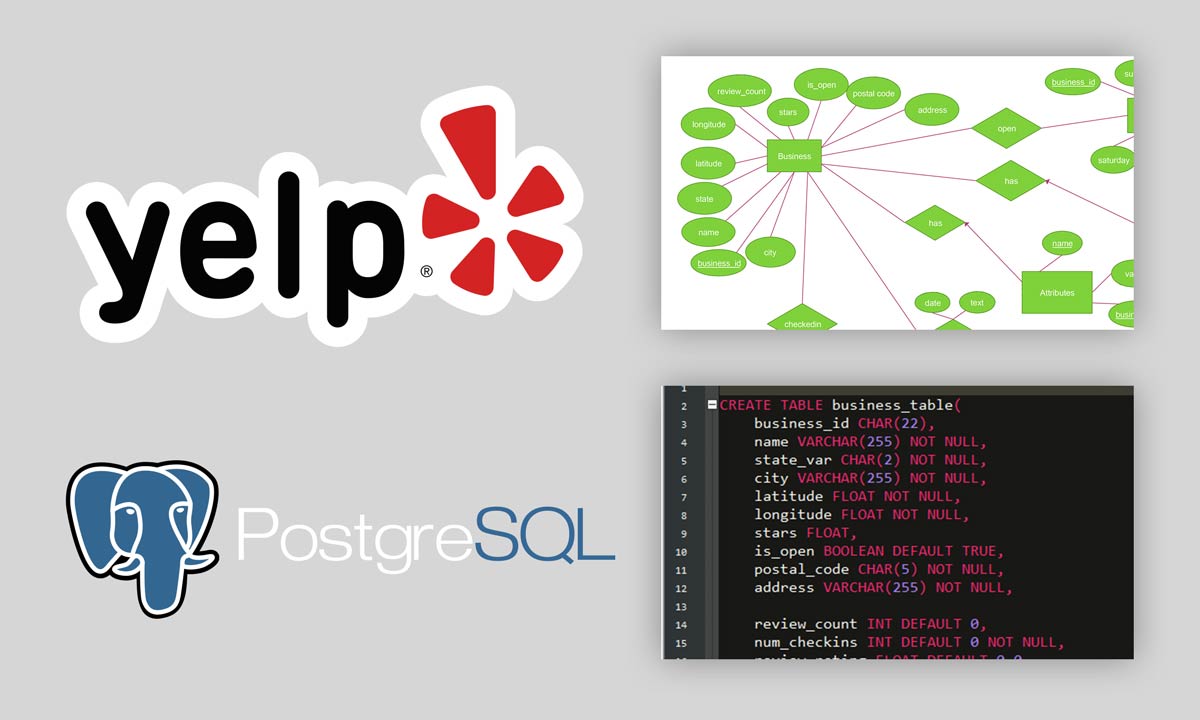 yelp
®
review_count
is_open
stars
postal code
address
longitude
latitude
state
name
business_id
city
Business
open
has
has
checkedin
business_id
su
saturday
name
Attributes
va
busin
date
text
PostgreSQL
1
2 CREATE TABLE business_table(
3 business_id CHAR(22),
4 name VARCHAR(255) NOT NULL,
5 state_var CHAR(2) NOT NULL,
6 city VARCHAR(255) NOT NULL,
7 latitude FLOAT NOT NULL,
8 longitude FLOAT NOT NULL,
9 stars FLOAT,
10 is_open BOOLEAN DEFAULT TRUE,
11 postal_code CHAR(5) NOT NULL,
12 address VARCHAR(255) NOT NULL,
13
14 review_count INT DEFAULT 0,
15 num_checkins INT DEFAULT 0 NOT NULL,